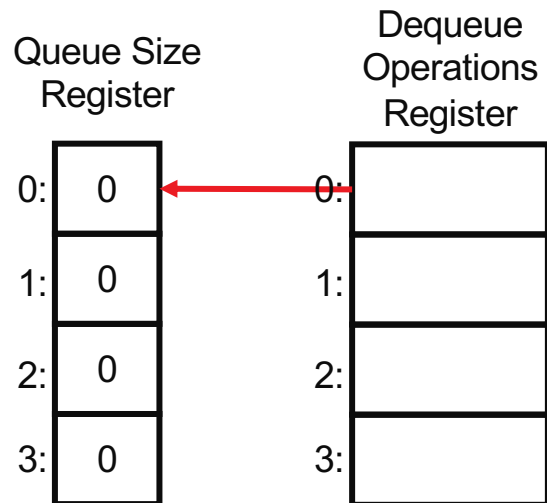 Queue Size
Register
0: 0
1: 0
2: 0
3: 0
Dequeue
Operations
Register
0:
1:
2:
3: